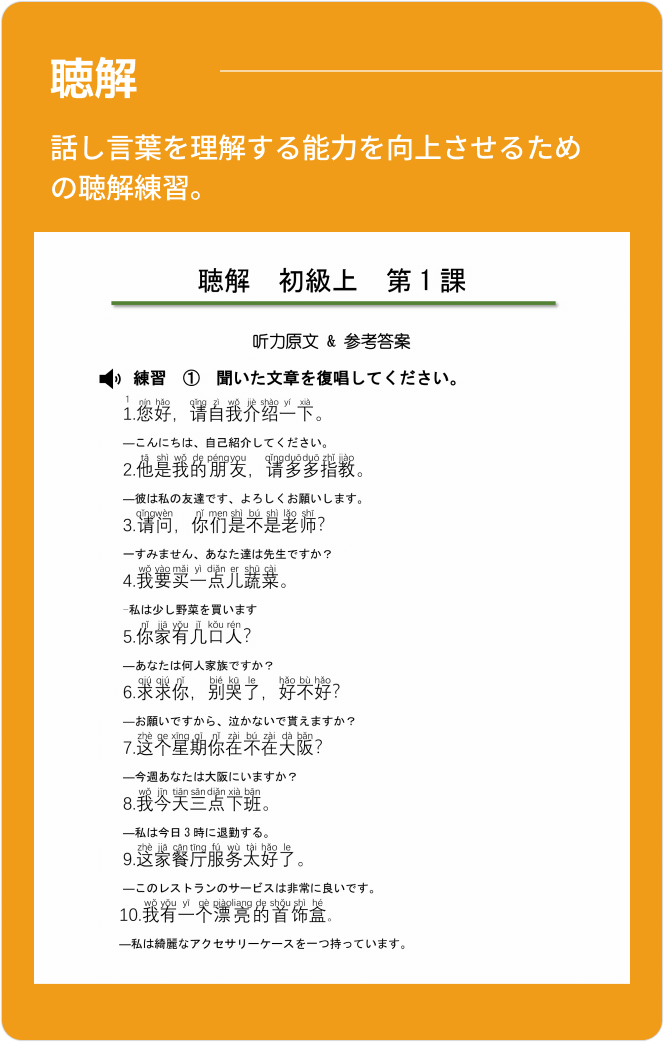 聴解
話し言葉を理解する能力を向上させるため
の聴解練習。
聴解 初級上 第1課
听力原文 & 参考答案
練習 ① 聞いた文章を復唱してください。
1 nín hǎo qǐng zì wǒ jiè shào yí xià
1.您好，请自我介绍一下。
—こんにちは、自己紹介してください。
tā shì wǒ de péng you qǐng duō duō zhǐ jiào
2.他是我的朋友，请多多指教。
—彼は私の友達です、よろしくお願いします。
qǐng wèn nǐ men shì bú shì lǎo shī
3.请问，你们是不是老师?
ーすみません、あなた達は先生ですか？
wǒ yào mǎi yì diǎn er shū cài
4.我要买一点儿蔬菜。
-私は少し野菜を買います
nǐ jiā yǒu jǐ kǒu rén
5.你家有几口人?
—あなたは何人家族ですか？
qiú qiú nǐ bié kū le hǎo bù hǎo
6.求求你，别哭了，好不好?
—お願いですから、泣かないで貰えますか？
zhè ge xīng qī nǐ zài bú zài dà bǎn
7.这个星期你在不在大阪?
—今週あなたは大阪にいますか？
wǒ jīn tiān sān diǎn xià bān
8.我今天三点下班。
—私は今日3時に退勤する。
zhè jiā cān tīng fú wù tài hǎo le
9.这家餐厅服务太好了。
—このレストランのサービスは非常に良いです。
wǒ yǒu yī gè piào liang de shǒu shì hé
10.我有一个漂亮的首饰盒。
—私は綺麗なアクセサリーケースを一つ持っています。